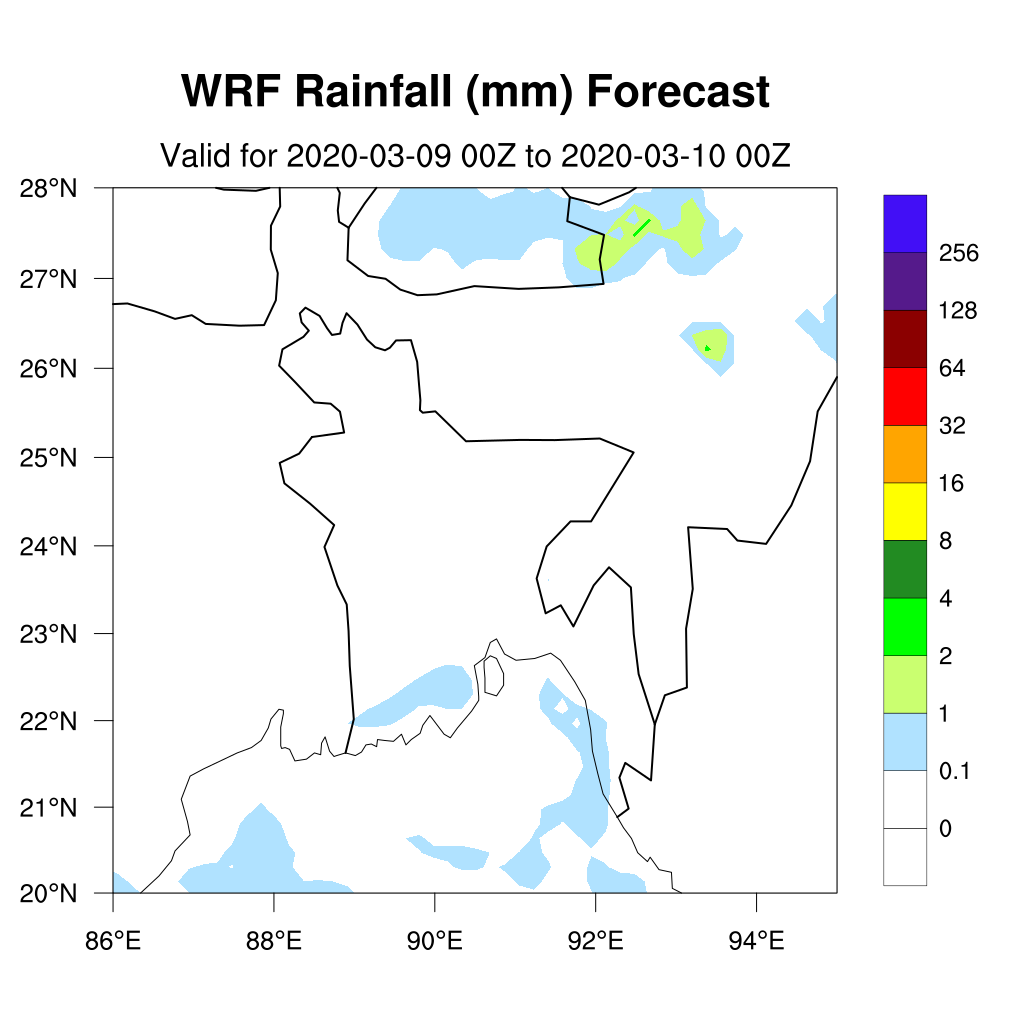 WRF Rainfall (mm) Forecast
Valid for 2020-03-09 00Z to 2020-03-10 00Z
28°N
27°N
26°N
25°N
24°N
23°N
22°N
21°N
20°N
86°E 88°E 90°E 92°E 94°E
256
128
64
32
16
8
4
2
1
0.1
0